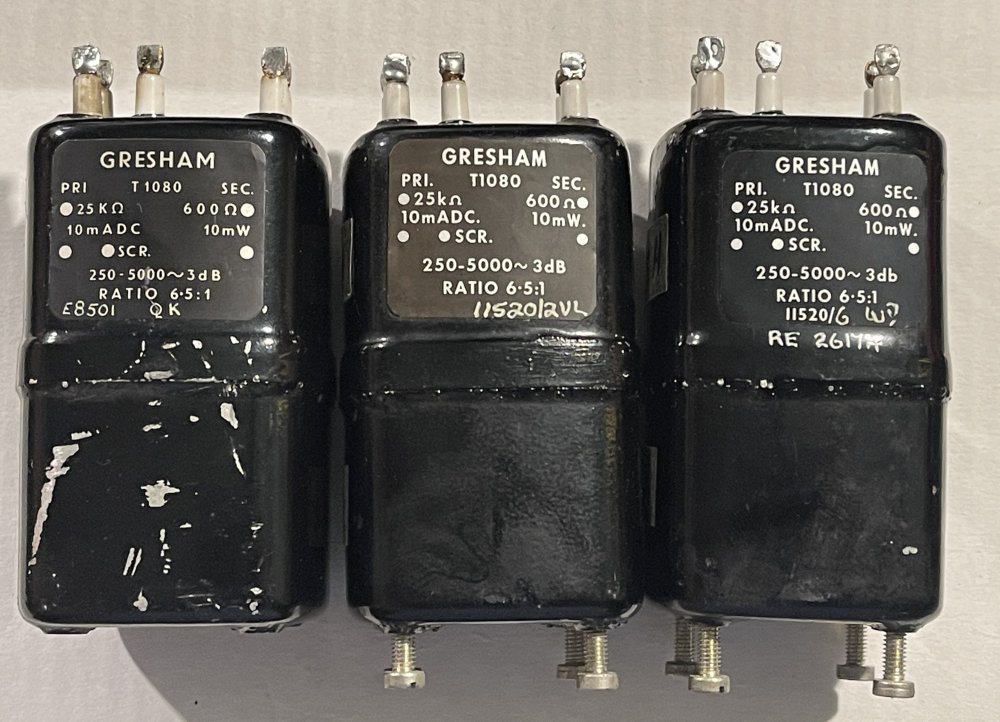 GRESHAM
PRI T1080 SEC.
25KΩ 600Ω
10mADC 10mW
SCR.
250-5000~3dB
RATIO 6·5:1
E8501 QK
GRESHAM
PRI. T1080 SEC.
25kΩ 600Ω
10mADC. 10mW.
SCR.
250-5000~3dB
RATIO 6·5:1
11520/2VL
GRESHAM
PRI. T1080 SEC.
25kΩ 600Ω
10mADC. 10mW.
SCR.
250-5000~3db
RATIO 6·5:1
11520/6
RE